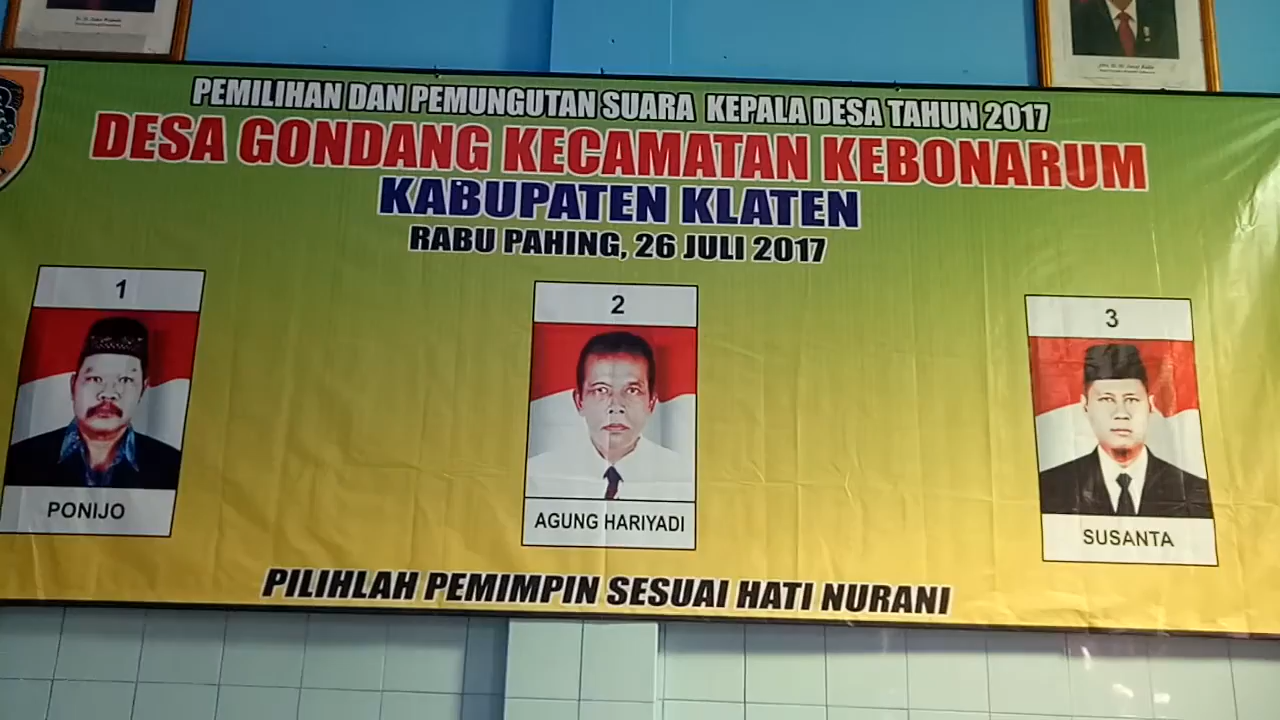 PEMILIHAN DAN PEMUNGUTAN SUARA KEPALA DESA TAHUN 2017
DESA GONDANG KECAMATAN KEBONARUM
KABUPATEN KLATEN
RABU PAHING, 26 JULI 2017
1
2
3
PONIJO
AGUNG HARIYADI
SUSANTA
PILIHLAH PEMIMPIN SESUAI HATI NURANI